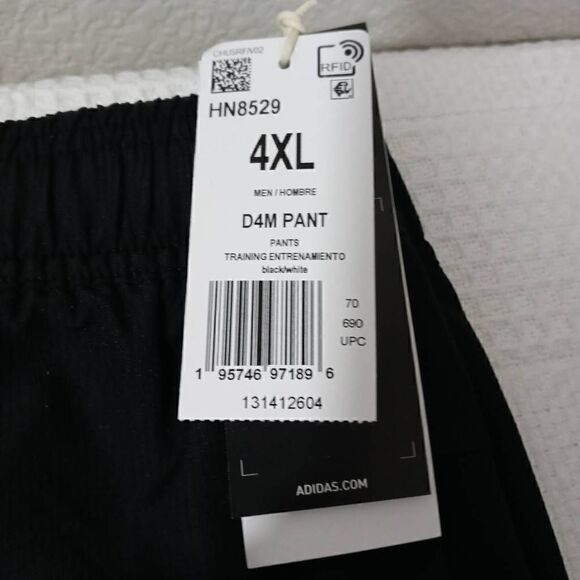 CHUSRFIV02
RFID
HN8529
4XL
MEN / HOMBRE
D4M PANT
PANTS
TRAINING ENTRENAMIENTO
black/white
70
690
UPC
1 95746 97189 6
131412604
ADIDAS.COM